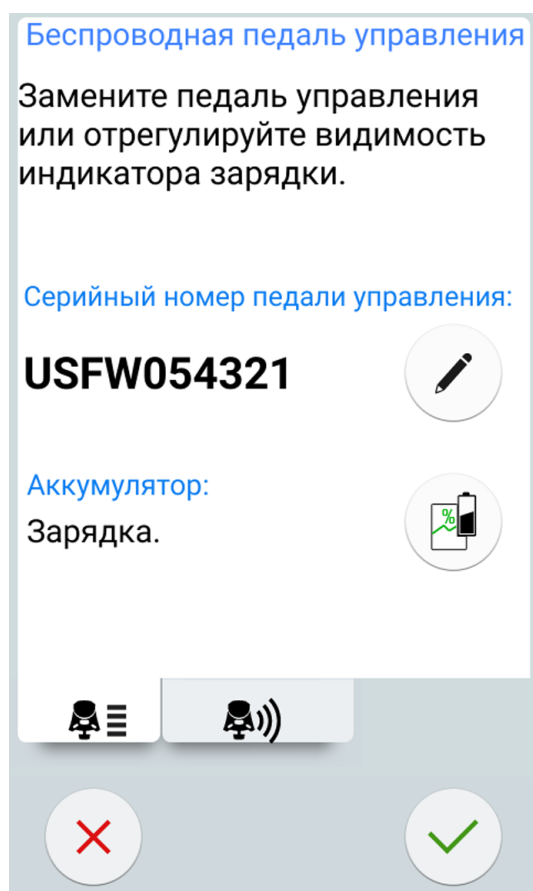 Беспроводная педаль управления
Замените педаль управления
или отрегулируйте видимость
индикатора зарядки.
Серийный номер педали управления:
USFW054321
Аккумулятор:
%
Зарядка.